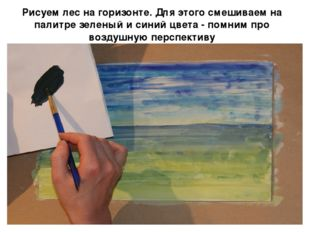 Рисуем лес на горизонте. Для этого смешиваем на
палитре зеленый и синий цвета - помним про
воздушную перспективу